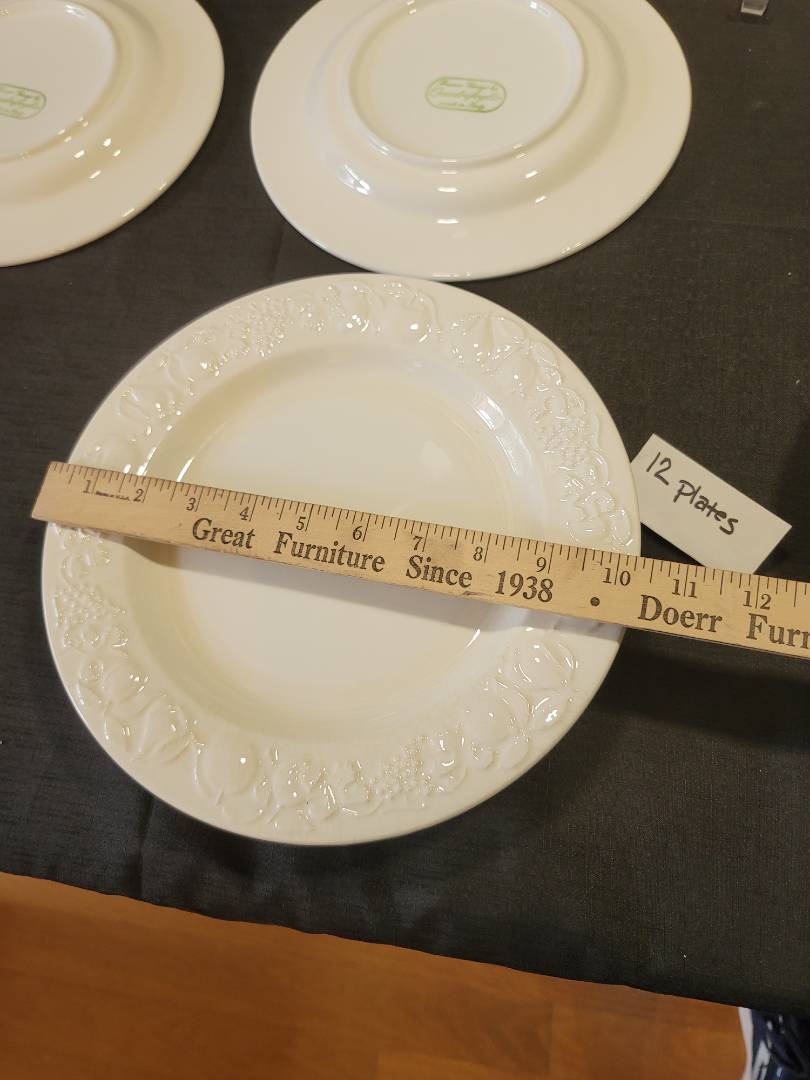 12 plates
1 2 3 4 5 6 7 8 9 10 11 12
Great Furniture Since 1938 • Doerr Furn